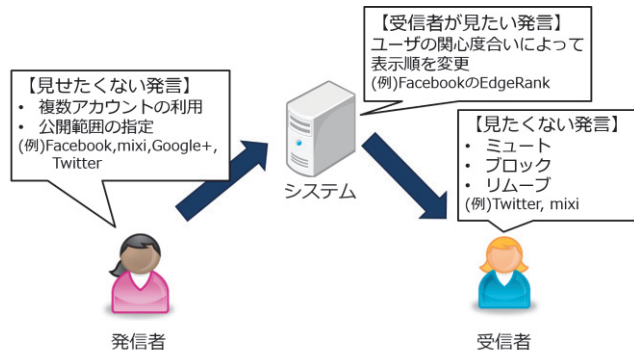 【受信者が見たい発言】
ユーザの関心度合いによって
表示順を変更
(例)FacebookのEdgeRank
【見せたくない発言】
• 複数アカウントの利用
• 公開範囲の指定
(例)Facebook,mixi,Google+,
Twitter
【見たくない発言】
• ミュート
• ブロック
• リムーブ
(例)Twitter, mixi
システム
発信者
受信者